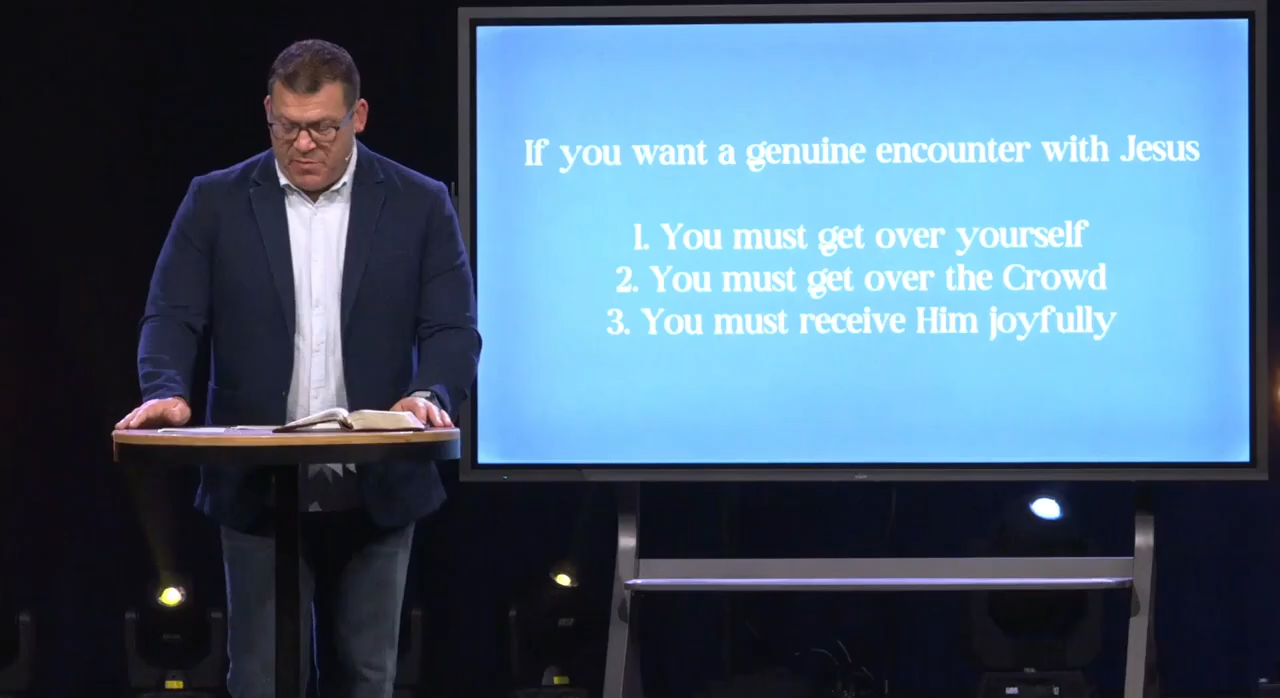 If you want a genuine encounter with Jesus
1. You must get over yourself
2. You must get over the Crowd
3. You must receive Him joyfully